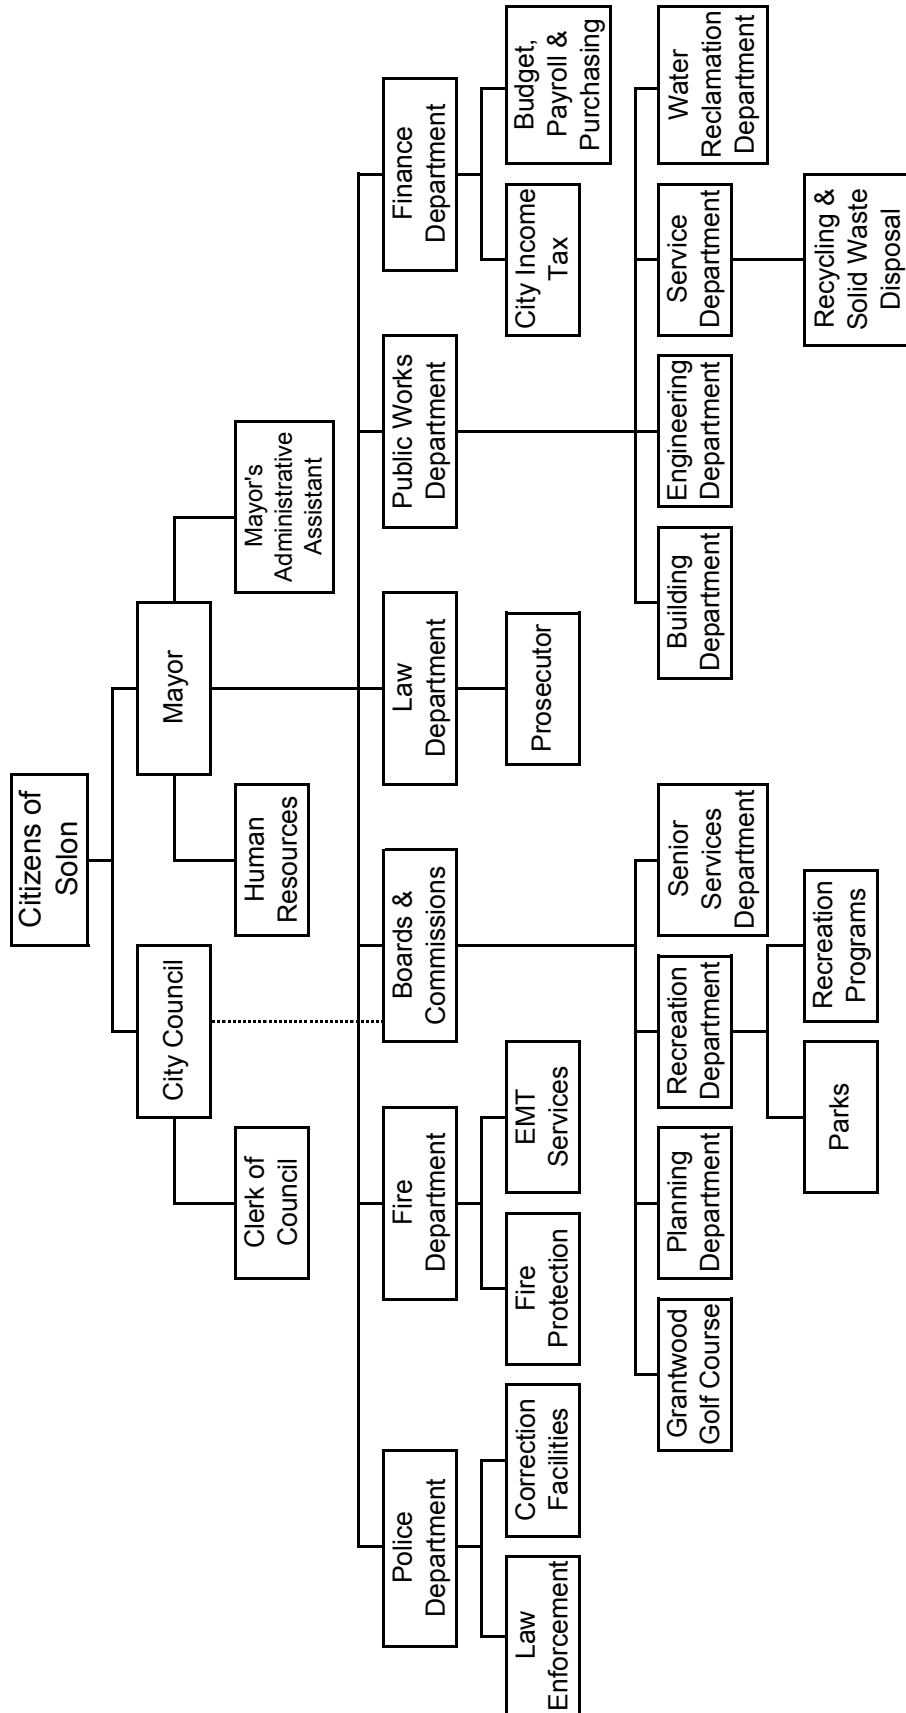 Citizens of
Solon
City Council
Mayor
Clerk of
Council
Human
Resources
Mayor's
Administrative
Assistant
Police
Department
Fire
Department
Boards &
Commissions
Law
Department
Public Works
Department
Finance
Department
Law
Enforcement
Correction
Facilities
Fire
Protection
EMT
Services
Prosecutor
City Income
Tax
Budget,
Payroll &
Purchasing
Grantwood
Golf Course
Planning
Department
Recreation
Department
Senior
Services
Department
Building
Department
Engineering
Department
Service
Department
Water
Reclamation
Department
Parks
Recreation
Programs
Recycling &
Solid Waste
Disposal